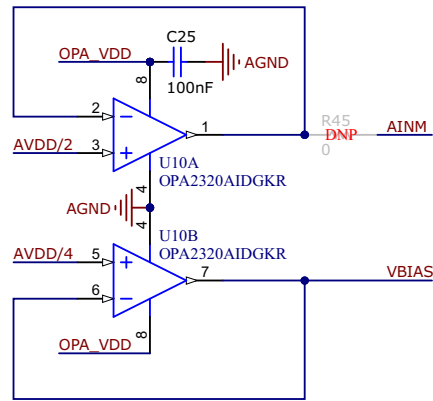 C25
OPA_VDD
AGND
8
100nF
2
1
R45
DNP
0
AINM
AVDD/2
3
U10A
OPA2320AIDGKR
4
AGND
4
U10B
OPA2320AIDGKR
AVDD/4
5
7
VBIAS
6
8
OPA_VDD